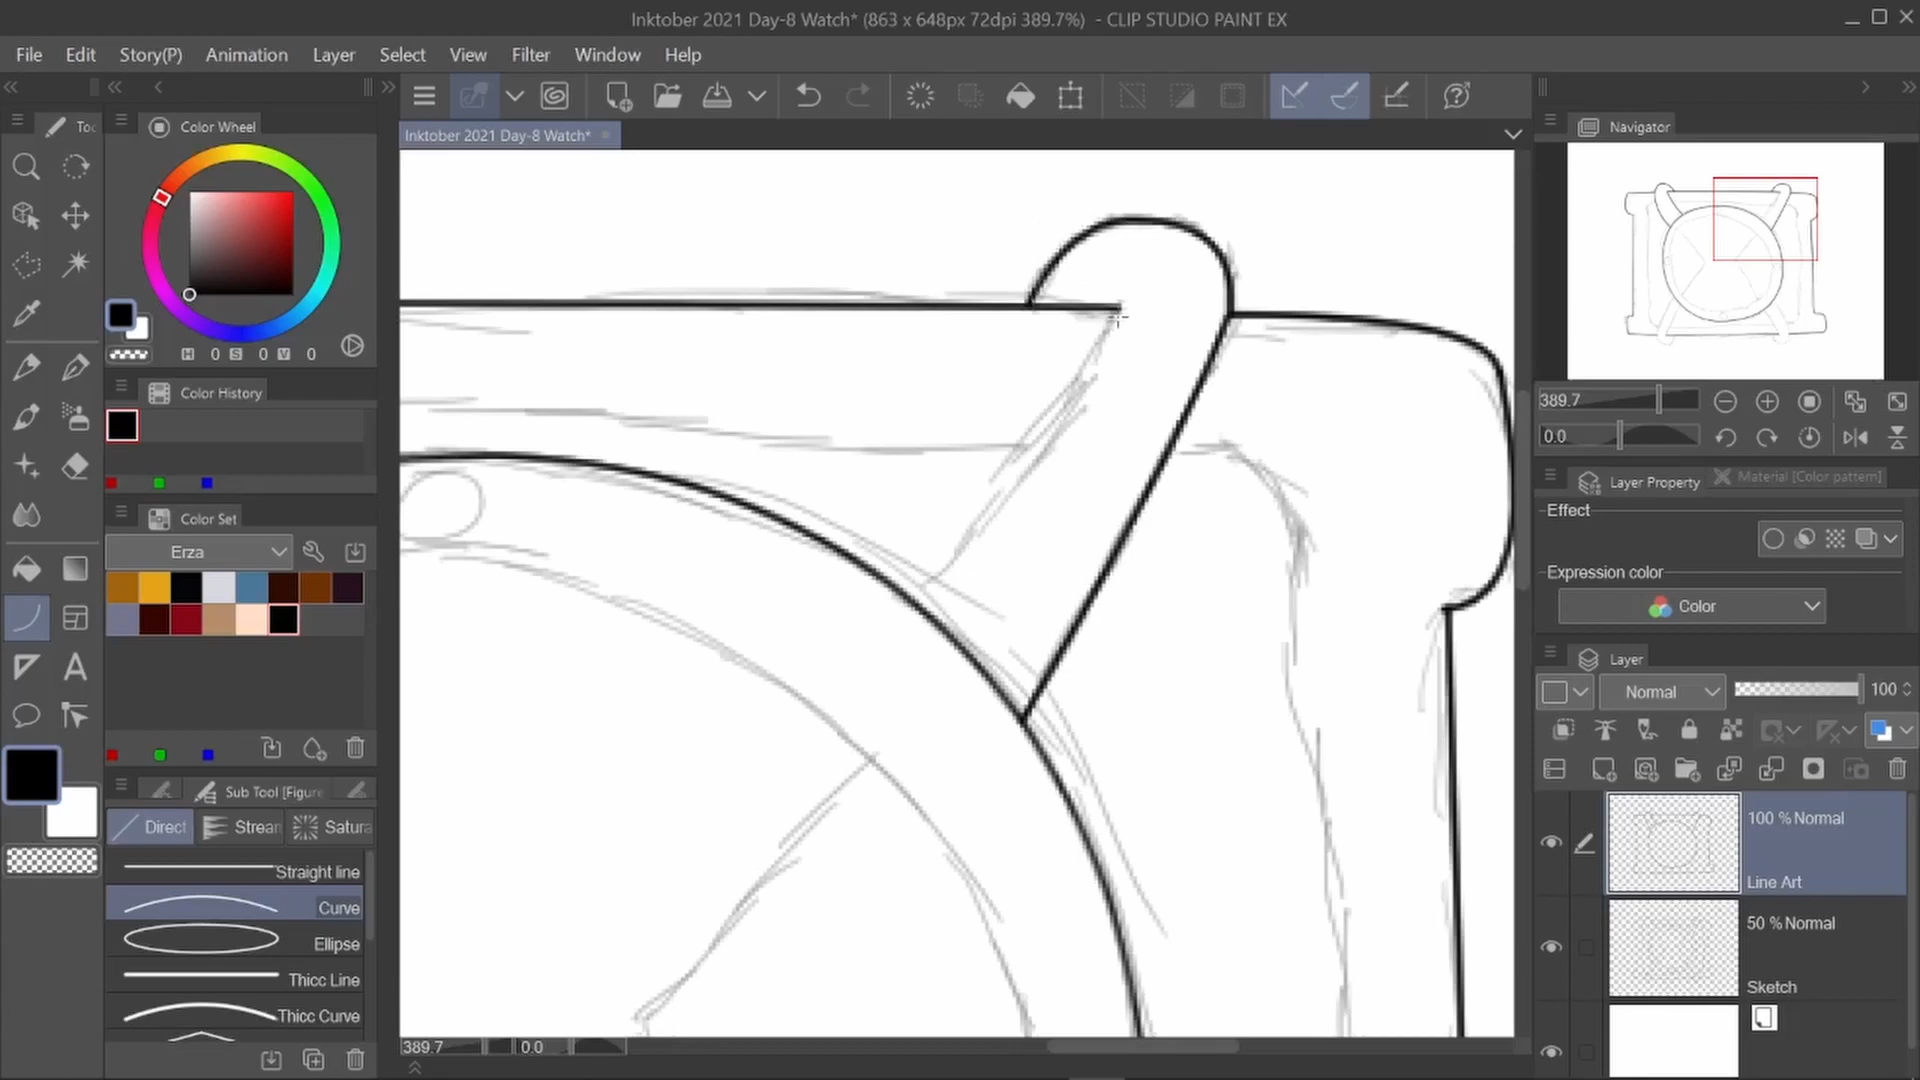 Inktober 2021 Day-8 Watch* (863 x 648px 72dpi 389.7%) - CLIP STUDIO PAINT EX
File Edit Story(P) Animation Layer Select View Filter Window Help
Inktober 2021 Day-8 Watch*
Too
Color Wheel
H 0 S 0 V 0
Color History
Color Set
Erza
Sub Tool [Figure
Direct Strean Satura
Straight line
Curve
Ellipse
Thicc Line
Thicc Curve
389.7 0.0
Navigator
389.7
0.0
Layer Property Material [Color pattern]
Effect
Expression color
Color
Layer
Normal 100
100 % Normal
Line Art
50 % Normal
Sketch